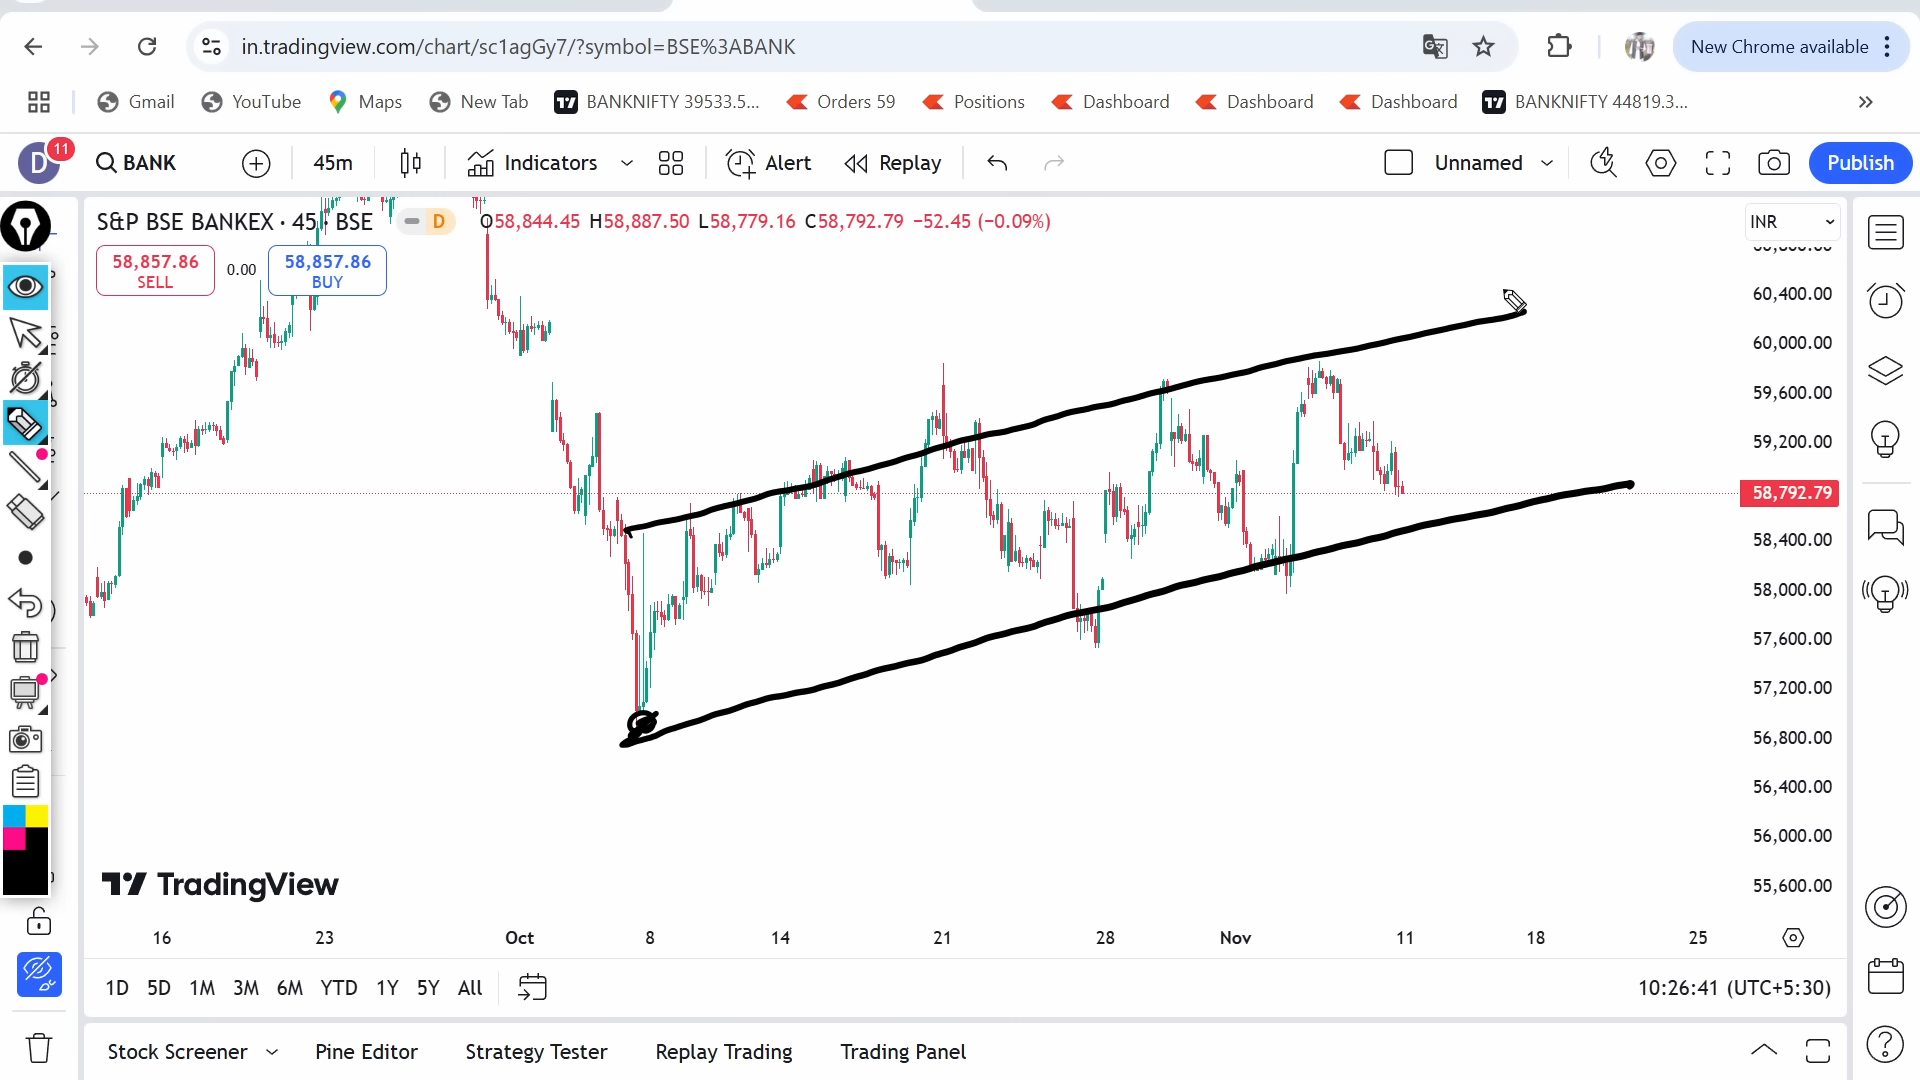 in.tradingview.com/chart/sc1agGy7/?symbol=BSE%3ABANK
New Chrome available
Gmail YouTube Maps New Tab BANKNIFTY 39533.5... Orders 59 Positions Dashboard Dashboard Dashboard BANKNIFTY 44819.3... »
D 11 BANK 45m Indicators Alert Replay Unnamed Publish
S&P BSE BANKEX · 45 · BSE D O58,844.45 H58,887.50 L58,779.16 C58,792.79 −52.45 (−0.09%) INR
58,857.86 SELL 0.00 58,857.86 BUY
60,400.00
60,000.00
59,600.00
59,200.00
58,792.79
58,400.00
58,000.00
57,600.00
57,200.00
56,800.00
56,400.00
56,000.00
55,600.00
TradingView
16 23 Oct 8 14 21 28 Nov 11 18 25
1D 5D 1M 3M 6M YTD 1Y 5Y All 10:26:41 (UTC+5:30)
Stock Screener Pine Editor Strategy Tester Replay Trading Trading Panel